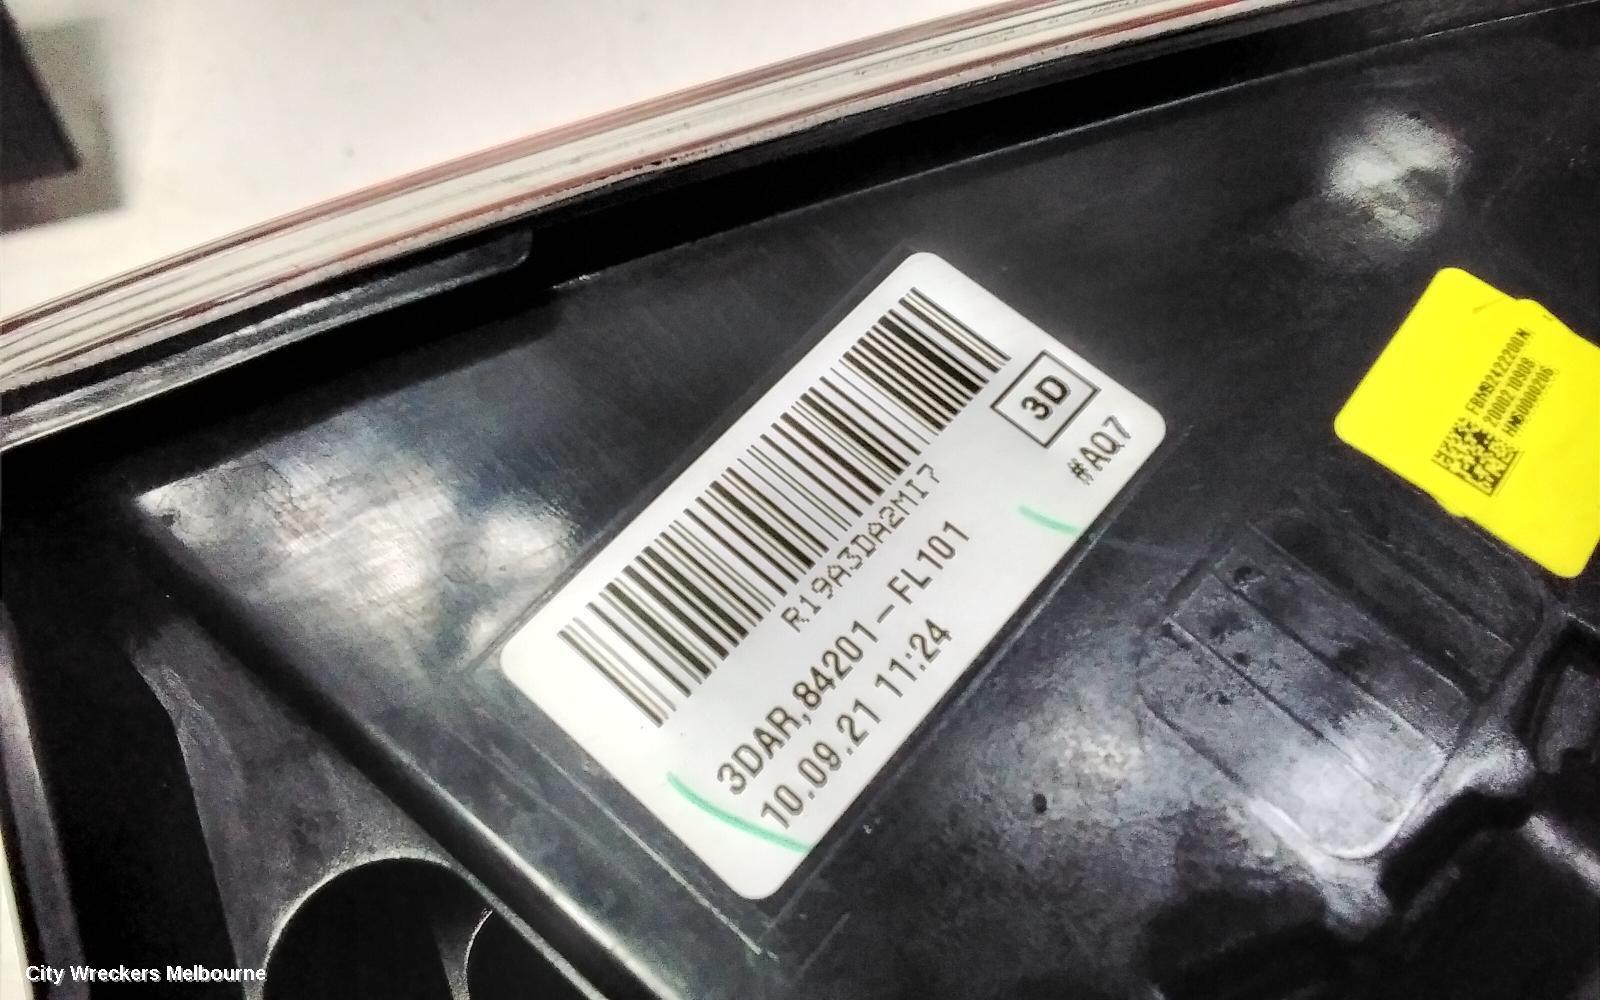 3D
#AQ7
R19A3DA2MI7
3DAR,84201-FL101
10.09.21 11:24
City Wreckers Melbourne